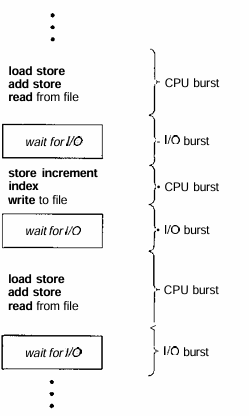 load store
add store
read from file
CPU burst
wait for I/O
I/O burst
store increment
index
write to file
CPU burst
wait for I/O
I/O burst
load store
add store
read from file
CPU burst
wait for I/O
I/O burst